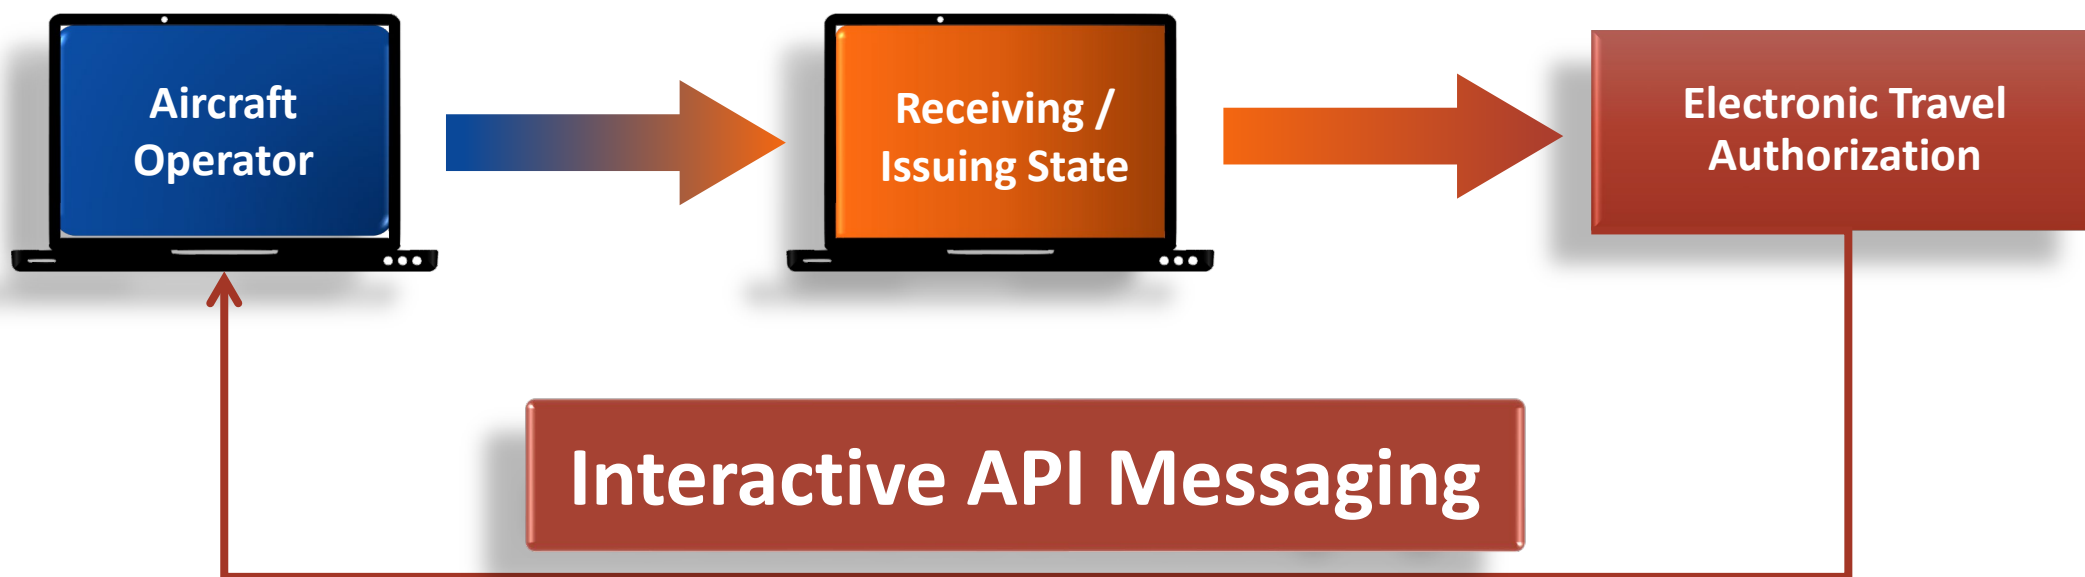 Aircraft
Operator
Receiving /
Issuing State
Electronic Travel
Authorization
Interactive API Messaging